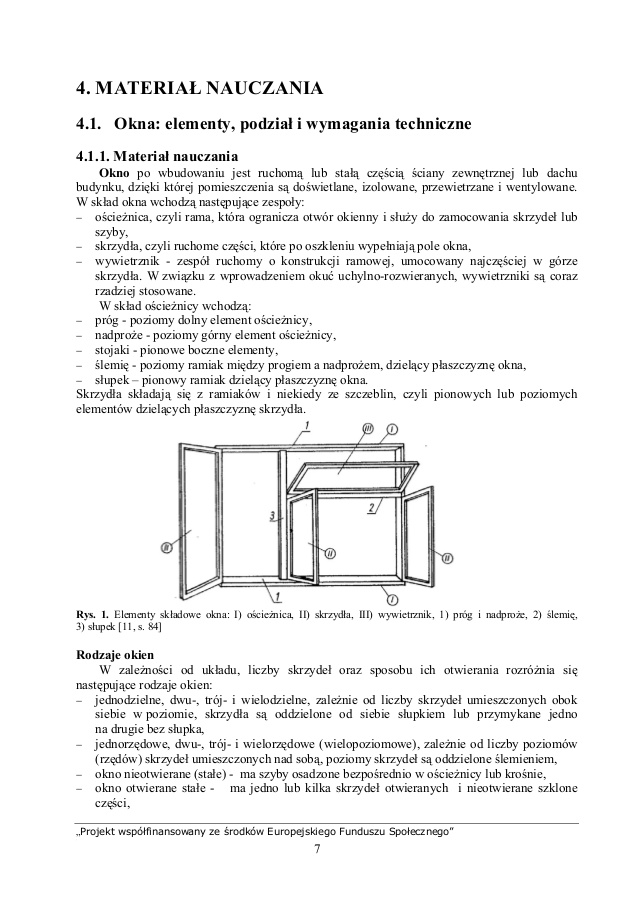 4. MATERIAŁ NAUCZANIA
4.1. Okna: elementy, podział i wymagania techniczne
4.1.1. Materiał nauczania
Okno po wbudowaniu jest ruchomą lub stałą częścią ściany zewnętrznej lub dachu
budynku, dzięki której pomieszczenia są doświetlane, izolowane, przewietrzane i wentylowane.
W skład okna wchodzą następujące zespoły:
– ościeżnica, czyli rama, która ogranicza otwór okienny i służy do zamocowania skrzydeł lub
szyby,
– skrzydła, czyli ruchome części, które po oszkleniu wypełniają pole okna,
– wywietrznik - zespół ruchomy o konstrukcji ramowej, umocowany najczęściej w górze
skrzydła. W związku z wprowadzeniem okuć uchylno-rozwieranych, wywietrzniki są coraz
rzadziej stosowane.
W skład ościeżnicy wchodzą:
– próg - poziomy dolny element ościeżnicy,
– nadproże - poziomy górny element ościeżnicy,
– stojaki - pionowe boczne elementy,
– ślemię - poziomy ramiak między progiem a nadprożem, dzielący płaszczyznę okna,
– słupek – pionowy ramiak dzielący płaszczyznę okna.
Skrzydła składają się z ramiaków i niekiedy ze szczeblin, czyli pionowych lub poziomych
elementów dzielących płaszczyznę skrzydła.
1 III I
2
3
II II II
1 I
Rys. 1. Elementy składowe okna: I) ościeżnica, II) skrzydła, III) wywietrznik, 1) próg i nadproże, 2) ślemię,
3) słupek [11, s. 84]
Rodzaje okien
W zależności od układu, liczby skrzydeł oraz sposobu ich otwierania rozróżnia się
następujące rodzaje okien:
– jednodzielne, dwu-, trój- i wielodzielne, zależnie od liczby skrzydeł umieszczonych obok
siebie w poziomie, skrzydła są oddzielone od siebie słupkiem lub przymykane jedno
na drugie bez słupka,
– jednorzędowe, dwu-, trój- i wielorzędowe (wielopoziomowe), zależnie od liczby poziomów
(rzędów) skrzydeł umieszczonych nad sobą, poziomy skrzydeł są oddzielone ślemieniem,
– okno nieotwierane (stałe) - ma szyby osadzone bezpośrednio w ościeżnicy lub krośnie,
– okno otwierane stałe - ma jedno lub kilka skrzydeł otwieranych i nieotwierane szklone
części,
„Projekt współfinansowany ze środków Europejskiego Funduszu Społecznego”
7